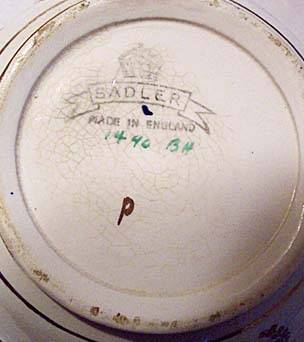 SADLER
MADE IN ENGLAND
1490 BH
P